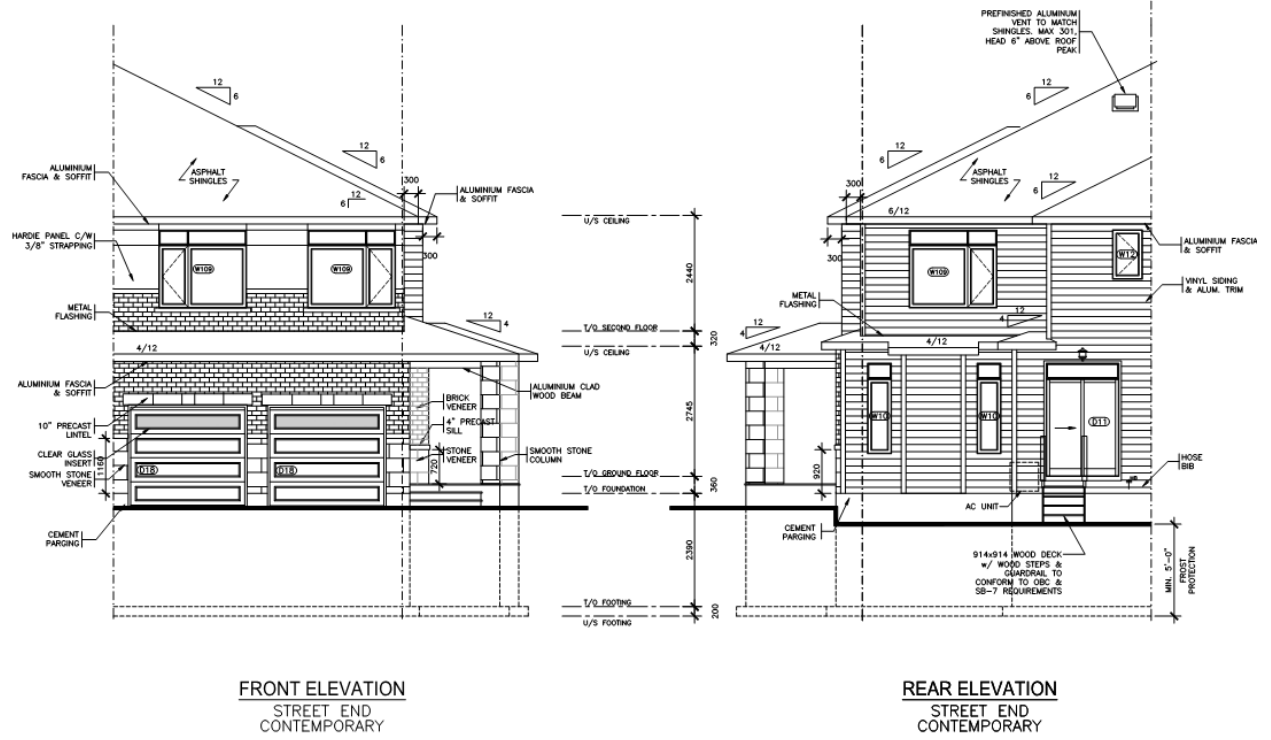 PREFINISHED ALUMINUM
VENT TO MATCH
SHINGLES. MAX 301,
HEAD 6" ABOVE ROOF
PEAK
12
6
12
6
12
6
12
6
12
6
12
6
ASPHALT
SHINGLES
ASPHALT
SHINGLES
ALUMINIUM
FASCIA & SOFFIT
300
ALUMINIUM FASCIA
& SOFFIT
300
6/12
U/S CEILING
HARDIE PANEL C/W
3/8" STRAPPING
300
300
ALUMINIUM FASCIA
& SOFFIT
W109
W109
W109
W12
2440
VINYL SIDING
& ALUM. TRIM
METAL
FLASHING
METAL
FLASHING
12
4
12
4
12
4
T/O SECOND FLOOR
320
U/S CEILING
4/12
4/12
4/12
ALUMINIUM FASCIA
& SOFFIT
ALUMINIUM CLAD
WOOD BEAM
BRICK
VENEER
4" PRECAST
SILL
10" PRECAST
LINTEL
2745
W10
W10
D11
CLEAR GLASS
INSERT
STONE
VENEER
SMOOTH STONE
COLUMN
SMOOTH STONE
VENEER
1160
D18
D18
720
920
HOSE
BIB
T/O GROUND FLOOR
360
T/O FOUNDATION
AC UNIT
CEMENT
PARGING
CEMENT
PARGING
2390
914x914 WOOD DECK
w/ WOOD STEPS &
GUARDRAIL TO
CONFORM TO OBC &
SB-7 REQUIREMENTS
MIN. 5'-0"
FROST
PROTECTION
T/O FOOTING
200
U/S FOOTING
FRONT ELEVATION
STREET END
CONTEMPORARY
REAR ELEVATION
STREET END
CONTEMPORARY